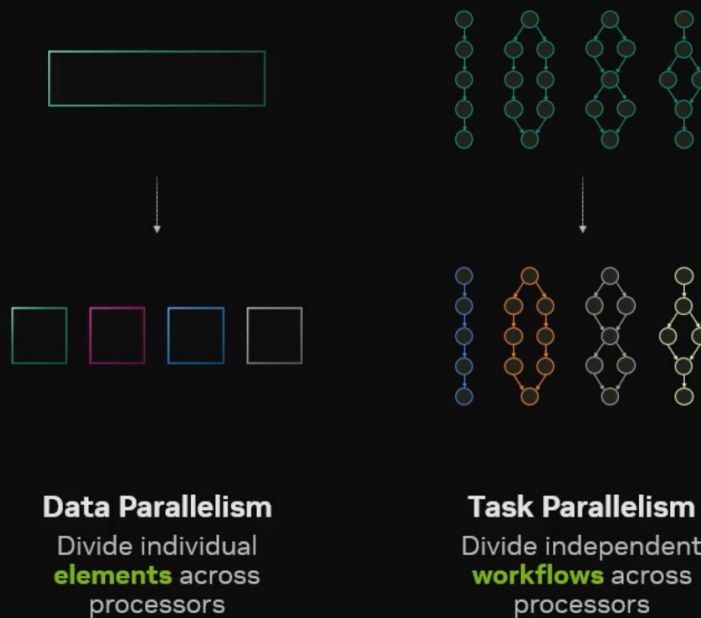 Data Parallelism
Divide individual
elements across
processors
Task Parallelism
Divide independent
workflows across
processors